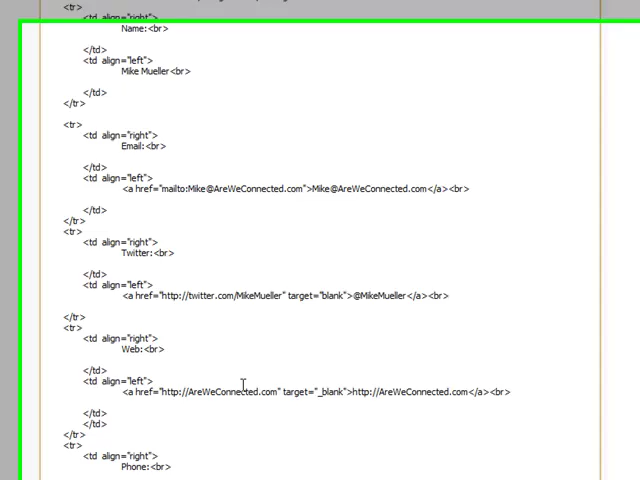 <tr>
<td align="right">
Name:<br>
</td>
<td align="left">
Mike Mueller<br>
</td>
</tr>
<tr>
<td align="right">
Email:<br>
</td>
<td align="left">
<a href="mailto:Mike@AreWeConnected.com">Mike@AreWeConnected.com</a><br>
</td>
</tr>
<tr>
<td align="right">
Twitter:<br>
</td>
<td align="left">
<a href="http://twitter.com/MikeMueller" target="blank">@MikeMueller</a><br>
</tr>
<tr>
<td align="right">
Web:<br>
</td>
<td align="left">
<a href="http://AreWeConnected.com" target="_blank">http://AreWeConnected.com</a><br>
</td>
</td>
</tr>
<tr>
<td align="right">
Phone:<br>